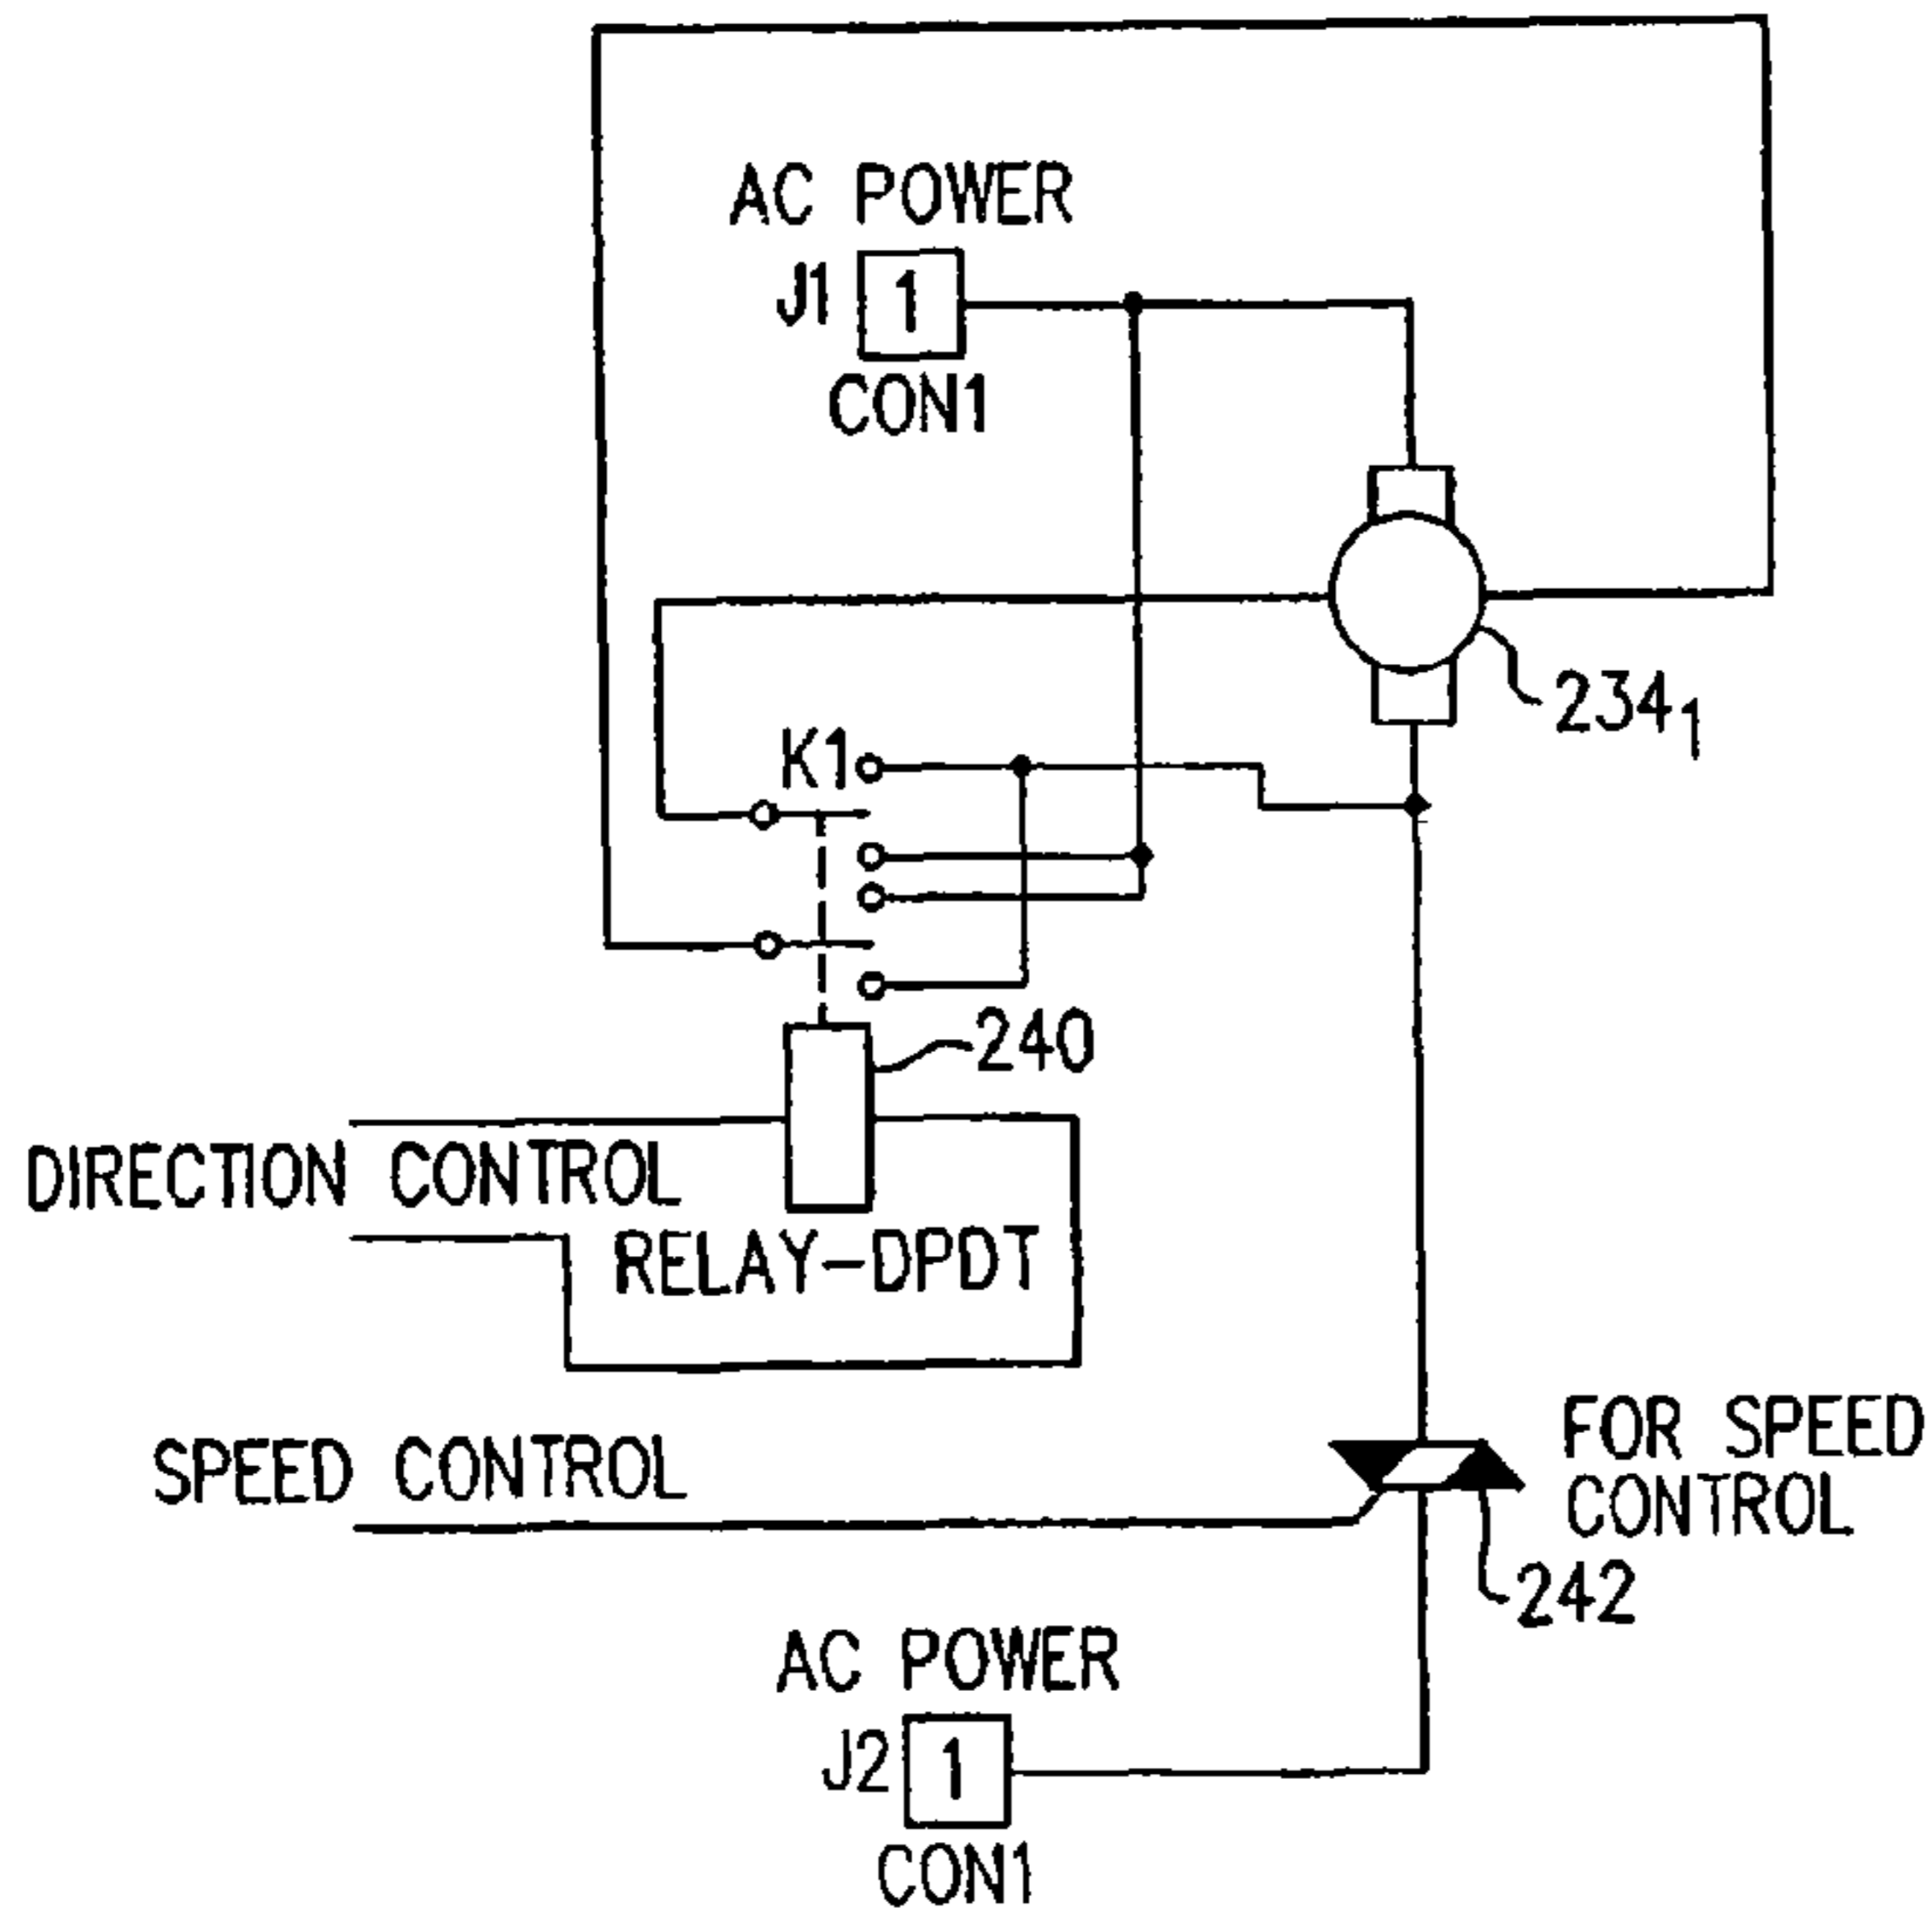 AC POWER
J1
1
CON1
234₁
K1
240
DIRECTION CONTROL
RELAY-DPDT
SPEED CONTROL
FOR SPEED
CONTROL
242
AC POWER
J2
1
CON1